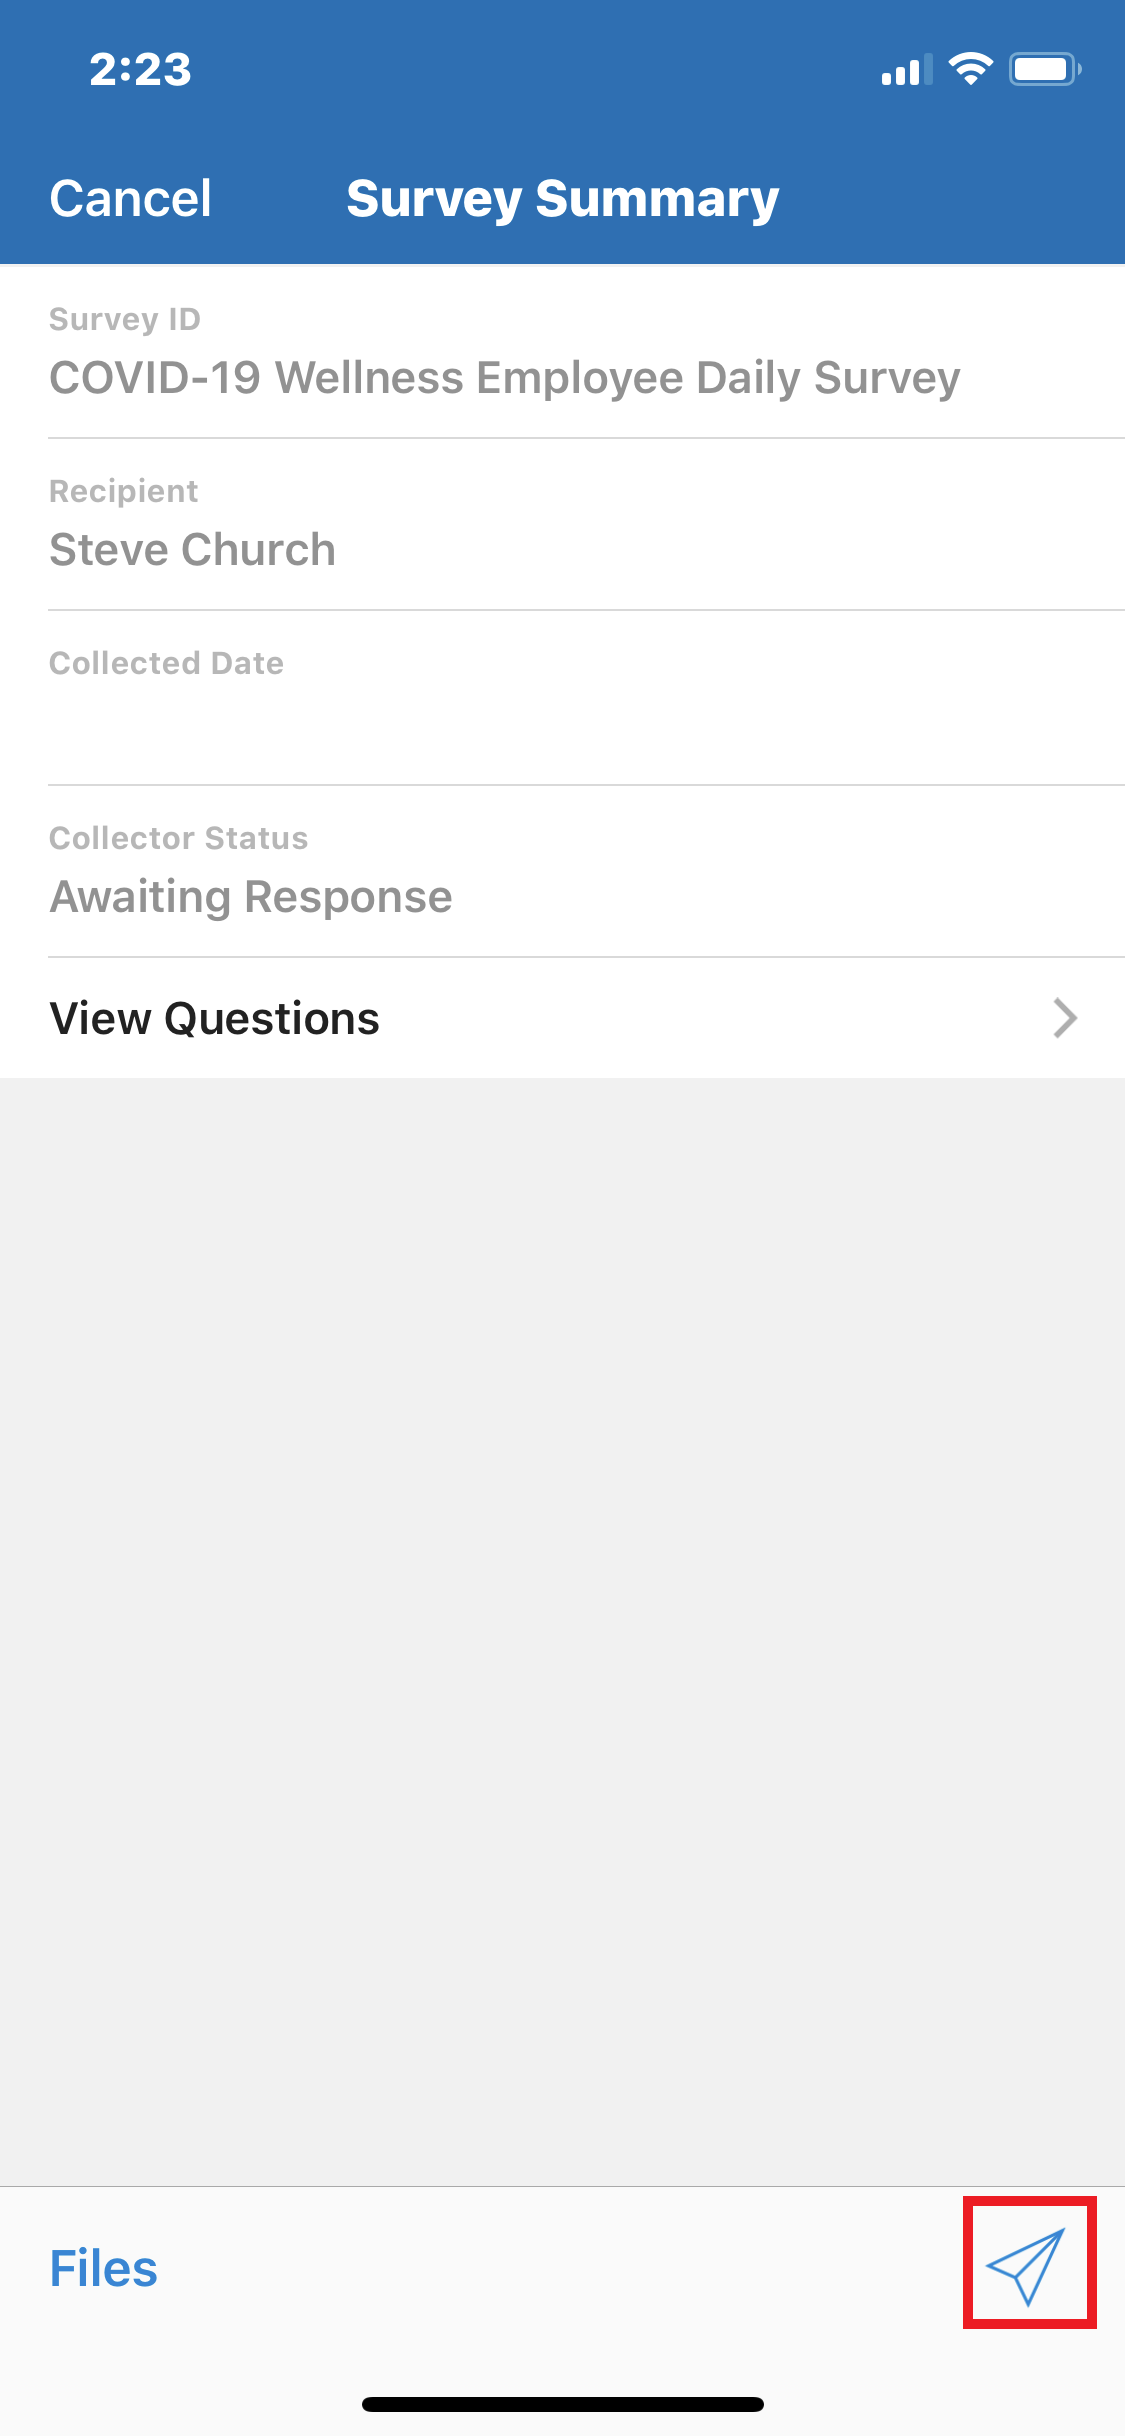 2:23
Cancel
Survey Summary
Survey ID
COVID-19 Wellness Employee Daily Survey
Recipient
Steve Church
Collected Date
Collector Status
Awaiting Response
View Questions
Files